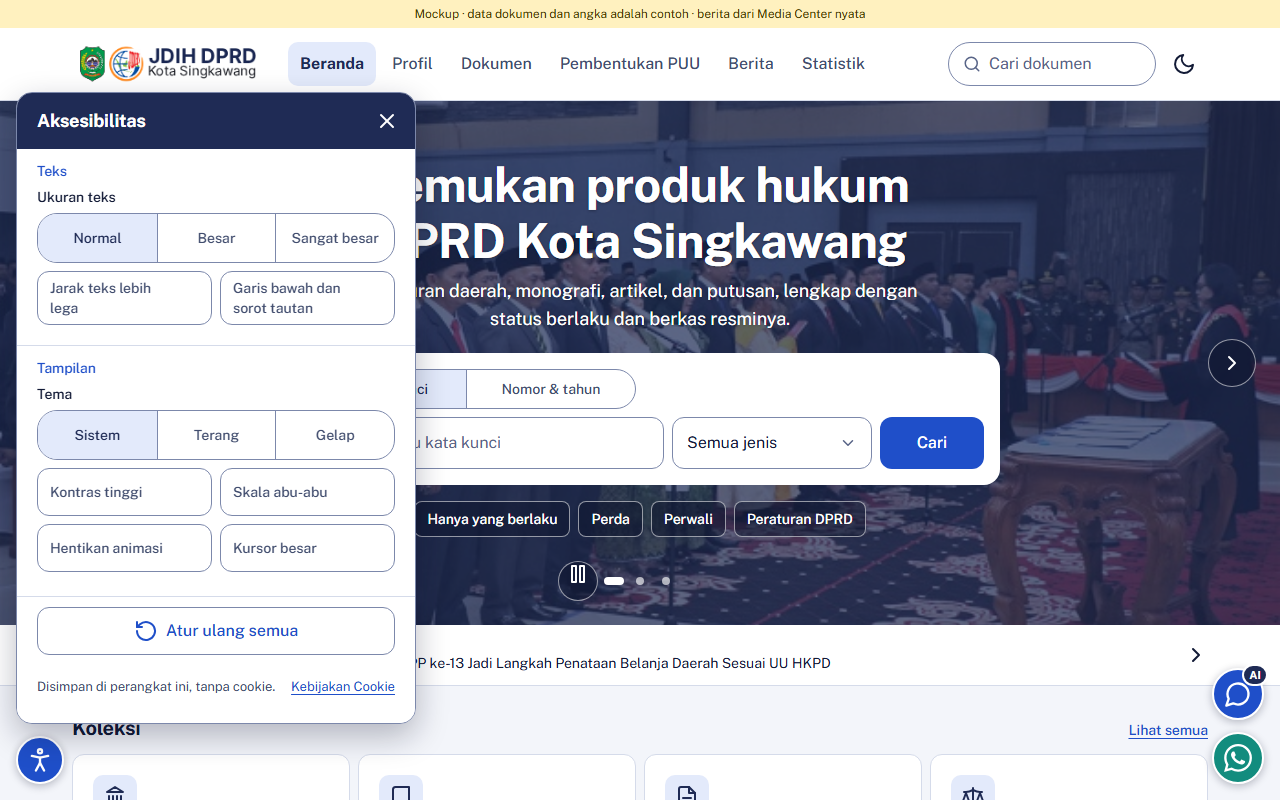 Mockup · data dokumen dan angka adalah contoh · berita dari Media Center nyata
JDIH DPRD
Kota Singkawang
Beranda
Profil
Dokumen
Pembentukan PUU
Berita
Statistik
Cari dokumen
Aksesibilitas
Teks
Ukuran teks
Normal
Besar
Sangat besar
Jarak teks lebih
lega
Garis bawah dan
sorot tautan
Tampilan
Tema
Sistem
Terang
Gelap
Kontras tinggi
Skala abu-abu
Hentikan animasi
Kursor besar
Atur ulang semua
Disimpan di perangkat ini, tanpa cookie.
Kebijakan Cookie
emukan produk hukum
PRD Kota Singkawang
ran daerah, monografi, artikel, dan putusan, lengkap dengan
status berlaku dan berkas resminya.
ci
Nomor & tahun
u kata kunci
Semua jenis
Cari
Hanya yang berlaku
Perda
Perwali
Peraturan DPRD
P ke-13 Jadi Langkah Penataan Belanja Daerah Sesuai UU HKPD
AI
Koleksi
Lihat semua